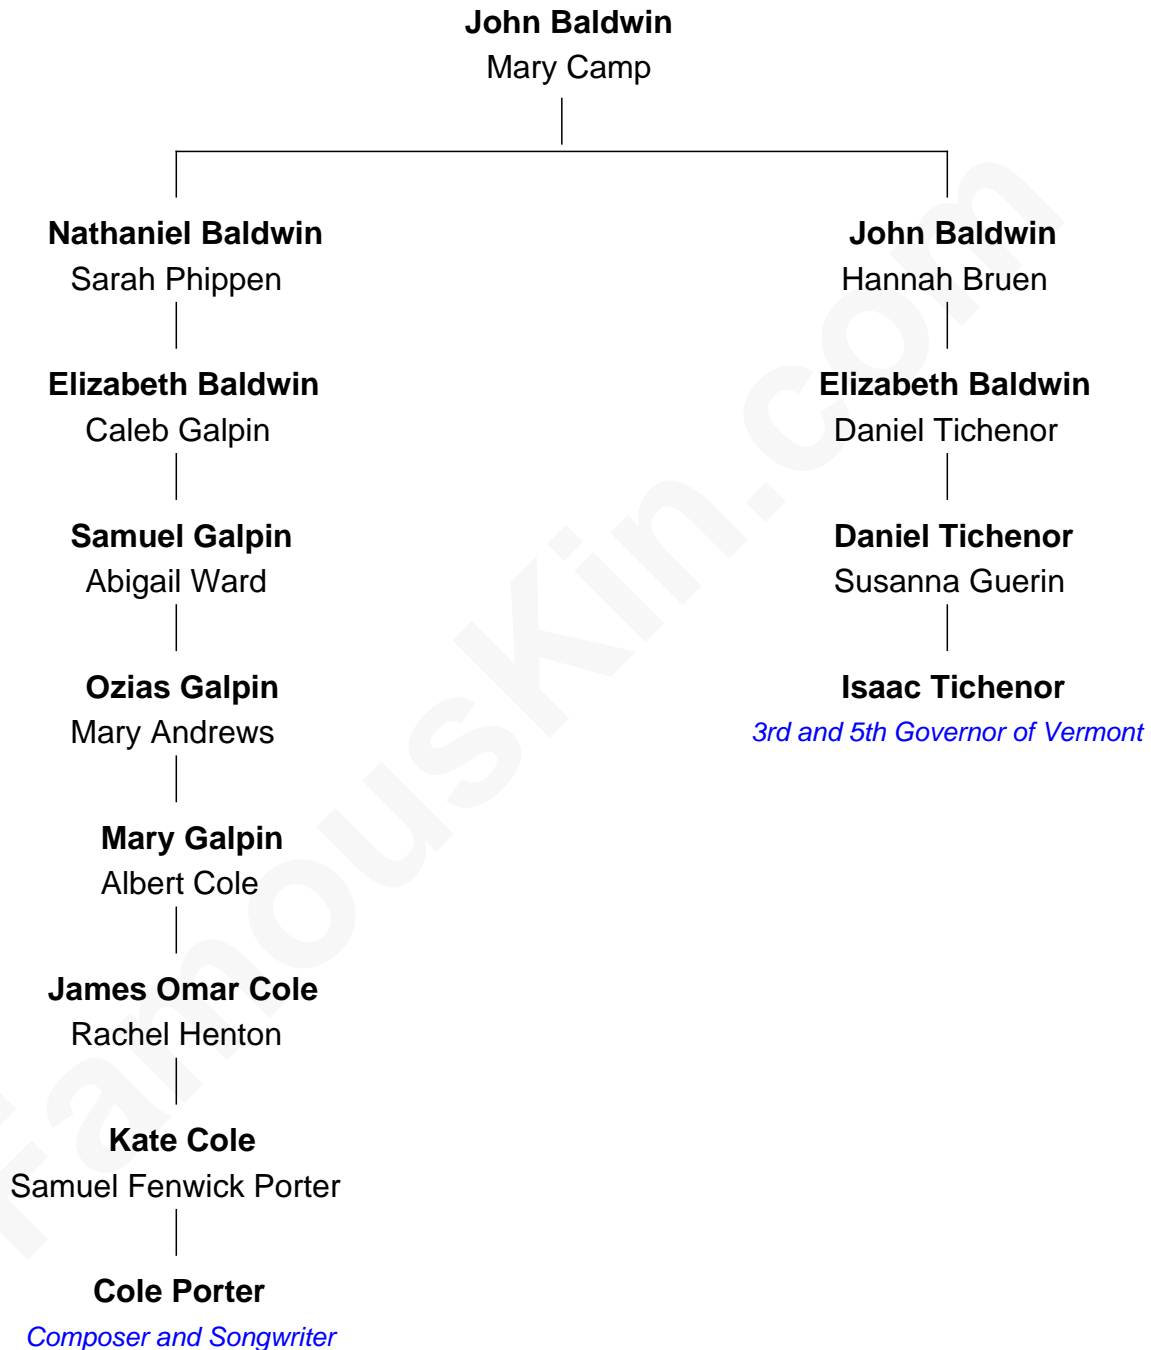 John Baldwin
Mary Camp
Nathaniel Baldwin
Sarah Phippen
Elizabeth Baldwin
Caleb Galpin
Samuel Galpin
Abigail Ward
Ozias Galpin
Mary Andrews
Mary Galpin
Albert Cole
James Omar Cole
Rachel Henton
Kate Cole
Samuel Fenwick Porter
Cole Porter
Composer and Songwriter
John Baldwin
Hannah Bruen
Elizabeth Baldwin
Daniel Tichenor
Daniel Tichenor
Susanna Guerin
Isaac Tichenor
3rd and 5th Governor of Vermont
FamousKin.com